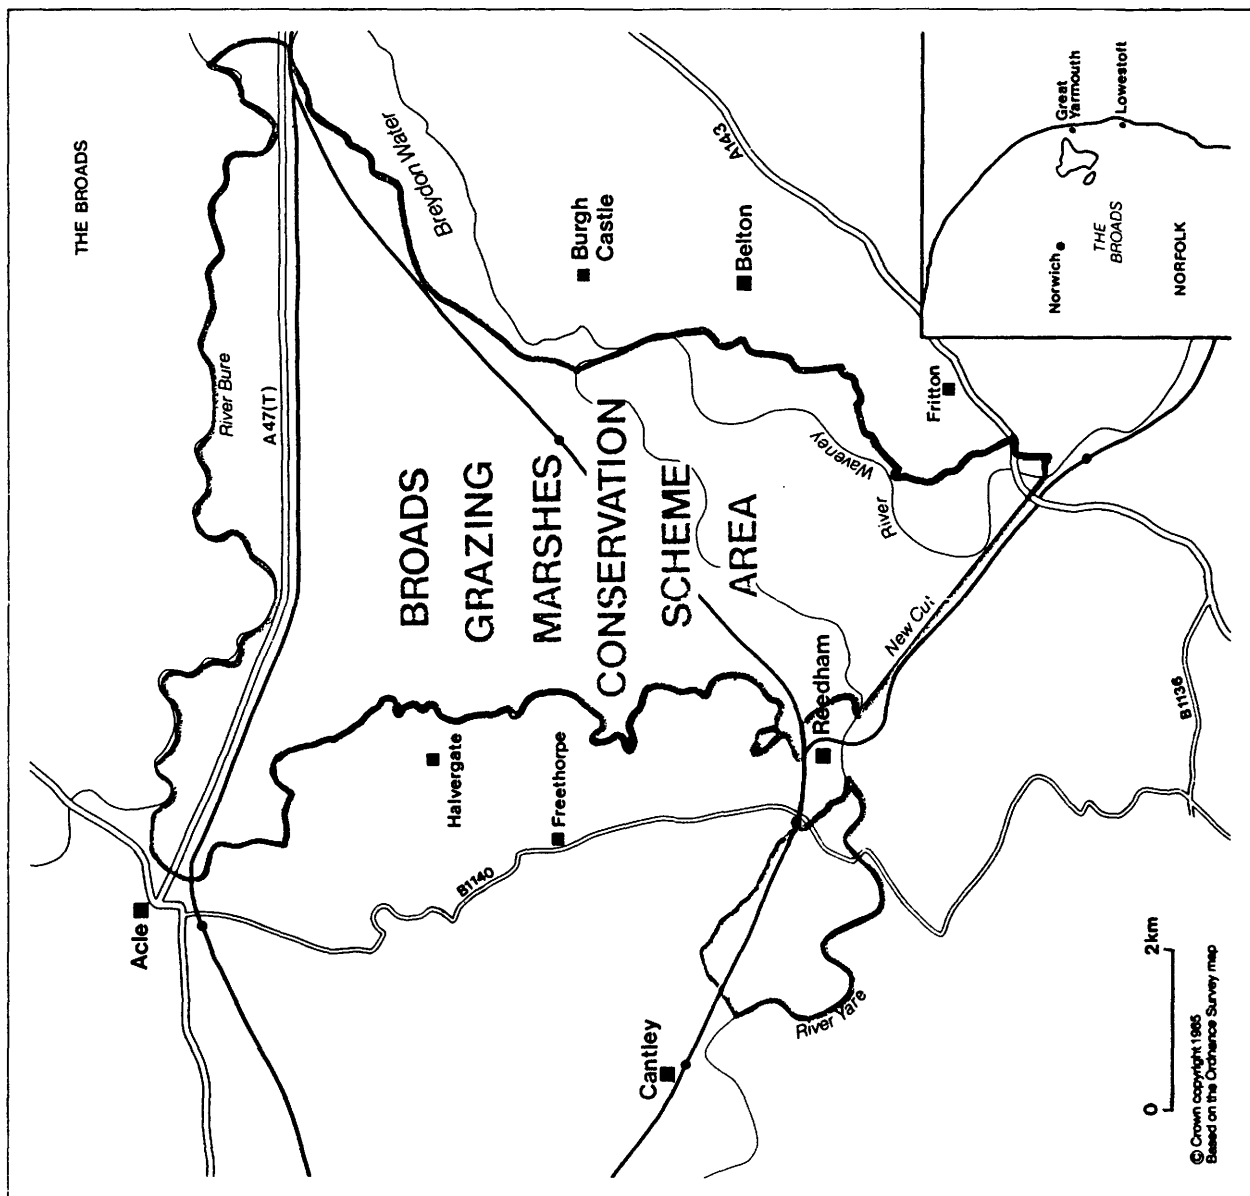 THE BROADS
River Bure
A 47(T)
Breydon Water
A143
Burgh
Castle
Belton
Acle
BROADS
GRAZING
MARSHES
CONSERVATION
SCHEME
AREA
Halvergate
Freethorpe
B1140
Fritton
River
Waveney
New Cut
Reedham
Cantley
River Yare
B1136
Great
Yarmouth
Lowestoft
Norwich
THE
BROADS
NORFOLK
0 2km
© Crown copyright 1985
Based on the Ordnance Survey map